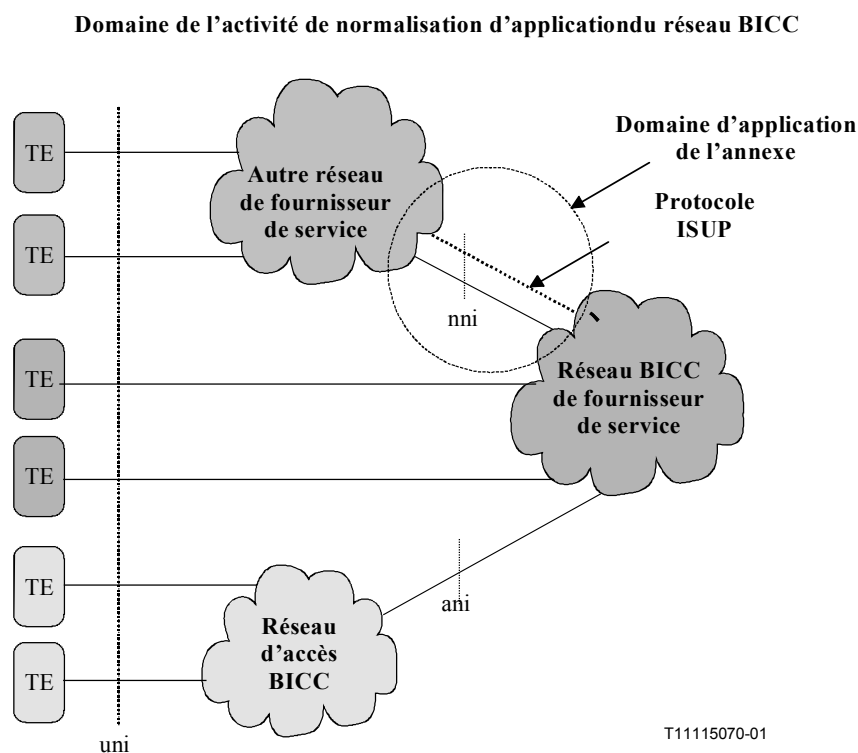 Domaine de l’activité de normalisation d’applicationdu réseau BICC
TE
TE
TE
TE
TE
TE
Autre réseau
de fournisseur
de service
Domaine d’application
de l’annexe
Protocole
ISUP
nni
Réseau BICC
de fournisseur
de service
ani
Réseau
d’accès
BICC
uni
T11115070-01